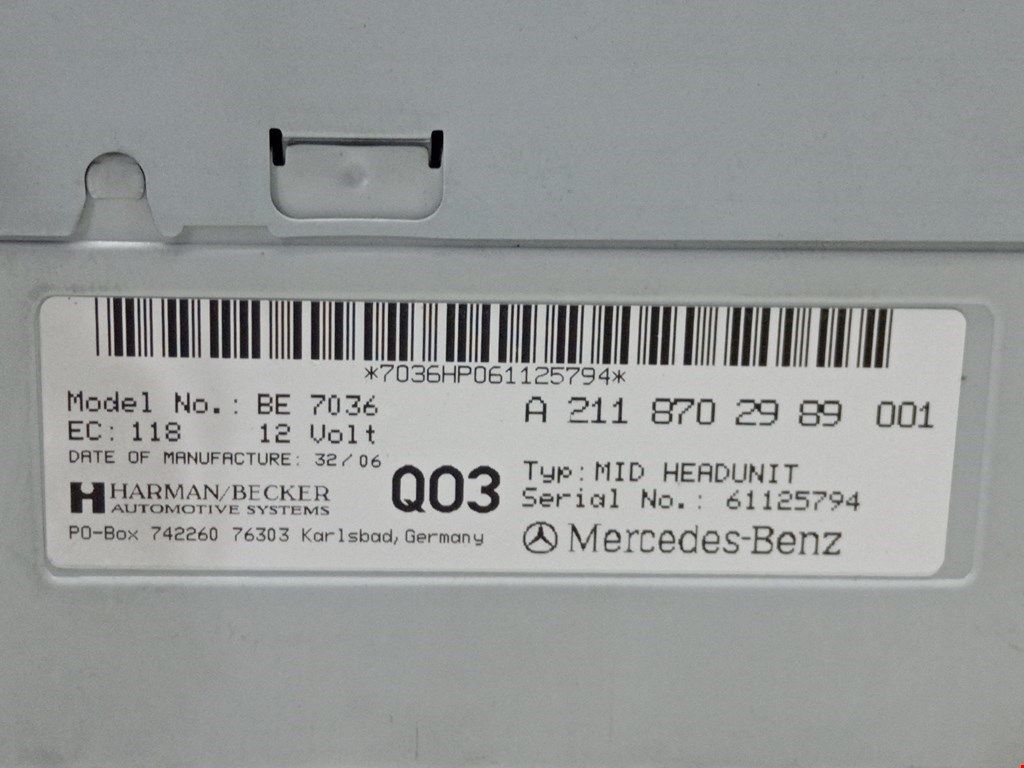 *7036HP061125794*
Model No.: BE 7036
EC: 118 12 Volt
DATE OF MANUFACTURE: 32/06
HARMAN/BECKER
AUTOMOTIVE SYSTEMS
Q03
PO-Box 742260 76303 Karlsbad, Germany
A 211 870 29 89 001
Typ: MID HEADUNIT
Serial No.: 61125794
Mercedes-Benz